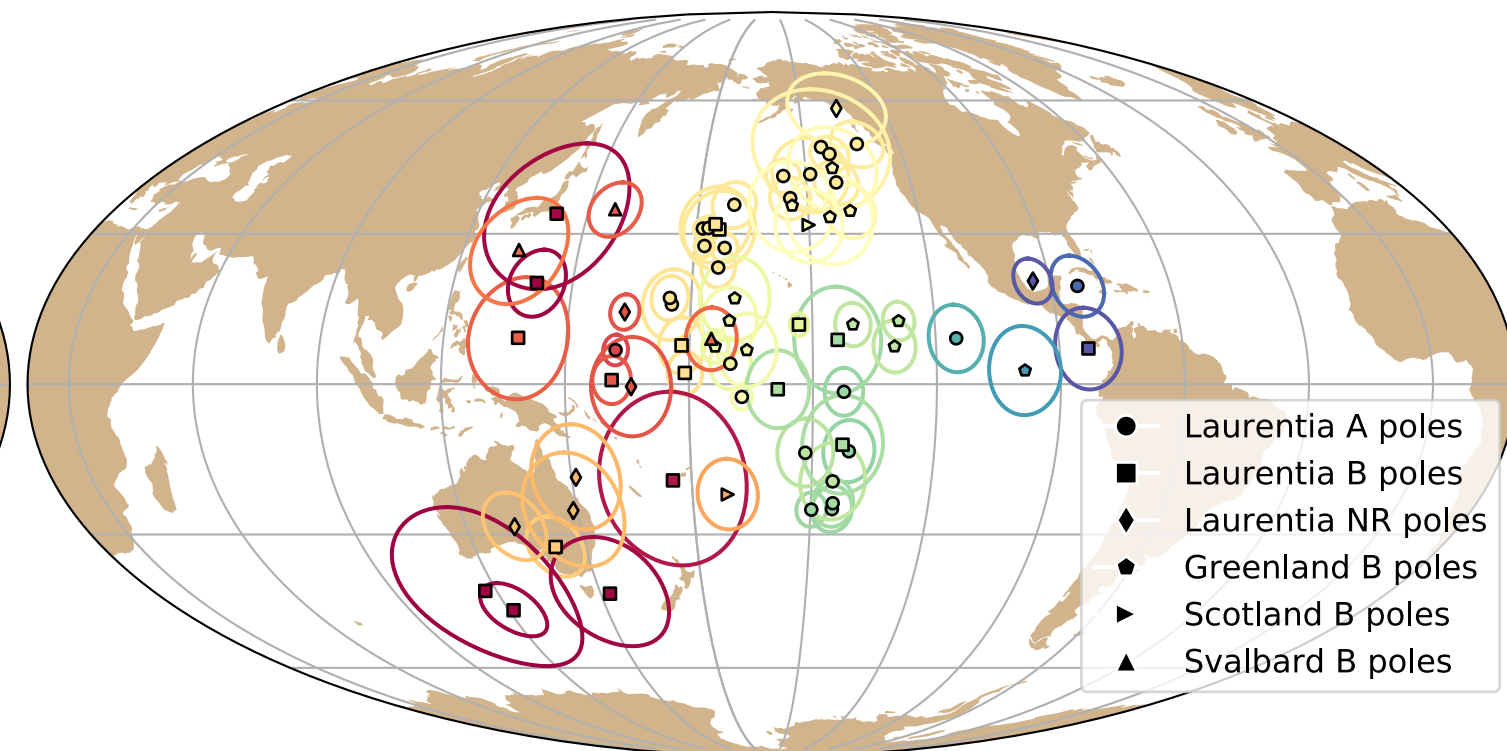 Laurentia A poles
Laurentia B poles
Laurentia NR poles
Greenland B poles
Scotland B poles
Svalbard B poles